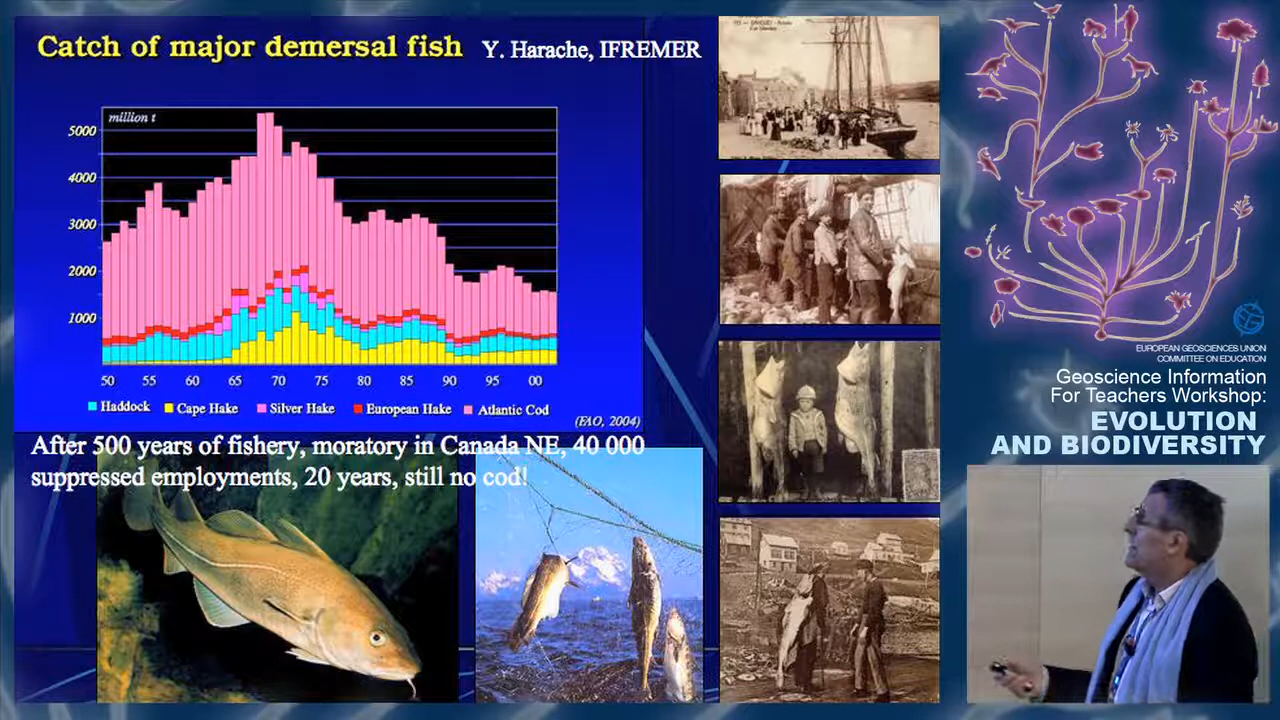 Catch of major demersal fish
Y. Harache, IFREMER
million t
5000
4000
3000
2000
1000
50 55 60 65 70 75 80 85 90 95 00
Haddock Cape Hake Silver Hake European Hake Atlantic Cod
(FAO, 2004)
After 500 years of fishery, moratory in Canada NE, 40 000
suppressed employments, 20 years, still no cod!
EUROPEAN GEOSCIENCES UNION
COMMITTEE ON EDUCATION
Geoscience Information
For Teachers Workshop:
EVOLUTION
AND BIODIVERSITY